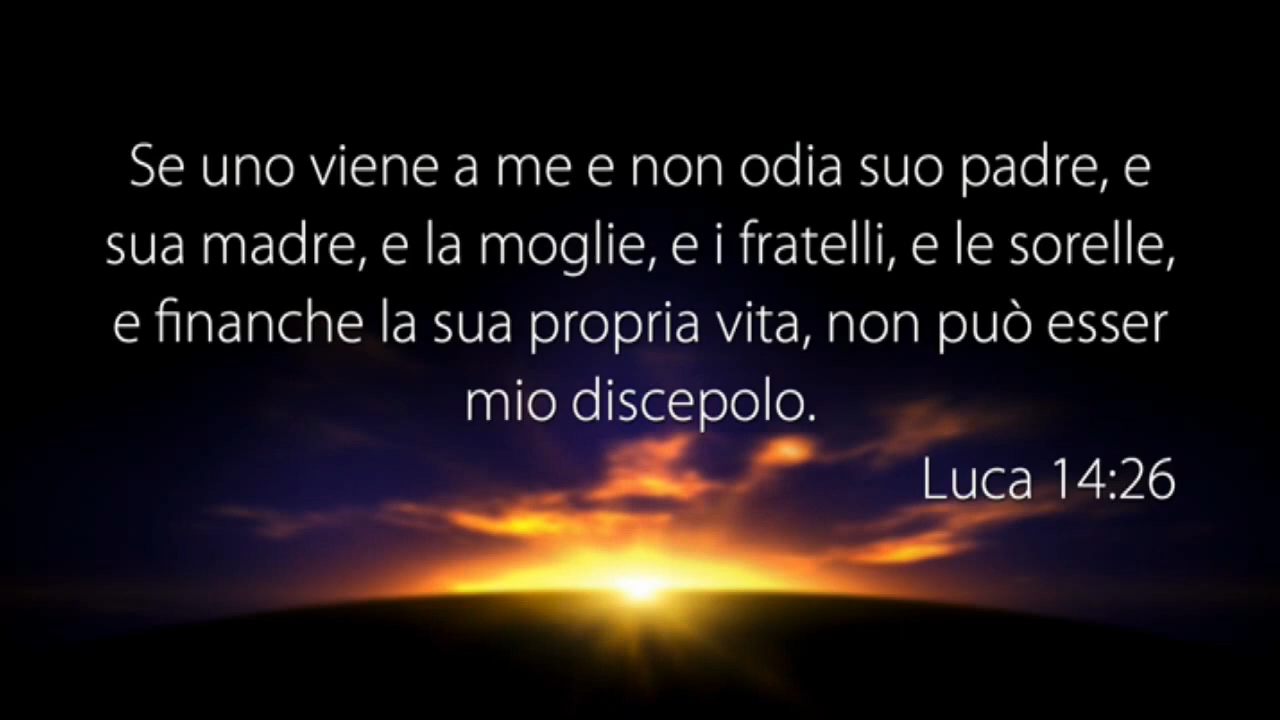 Se uno viene a me e non odia suo padre, e
sua madre, e la moglie, e i fratelli, e le sorelle,
e finanche la sua propria vita, non può esser
mio discepolo.
Luca 14:26